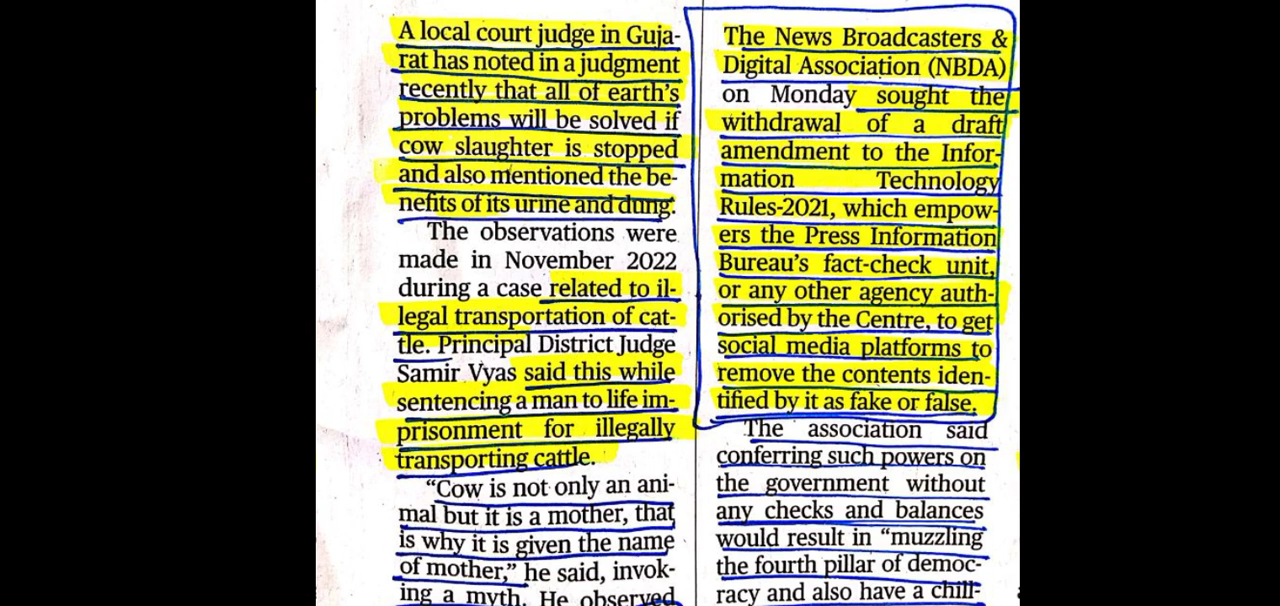 A local court judge in Guja-
rat has noted in a judgment
recently that all of earth's
problems will be solved if
cow slaughter is stopped
and also mentioned the be-
nefits of its urine and dung.
The observations were
made in November 2022
during a case related to il-
legal transportation of cat-
tle. Principal District Judge
Samir Vyas said this while
sentencing a man to life im-
prisonment for illegally
transporting cattle.
“Cow is not only an ani-
mal but it is a mother, that
is why it is given the name
of mother,” he said, invok-
ing a myth. He observed
The News Broadcasters &
Digital Association (NBDA)
on Monday sought the
withdrawal of a draft
amendment to the Infor-
mation Technology
Rules-2021, which empow-
ers the Press Information
Bureau's fact-check unit,
or any other agency auth-
orised by the Centre, to get
social media platforms to
remove the contents iden-
tified by it as fake or false.
The association said
conferring such powers on
the government without
any checks and balances
would result in “muzzling
the fourth pillar of democ-
racy and also have a chill-